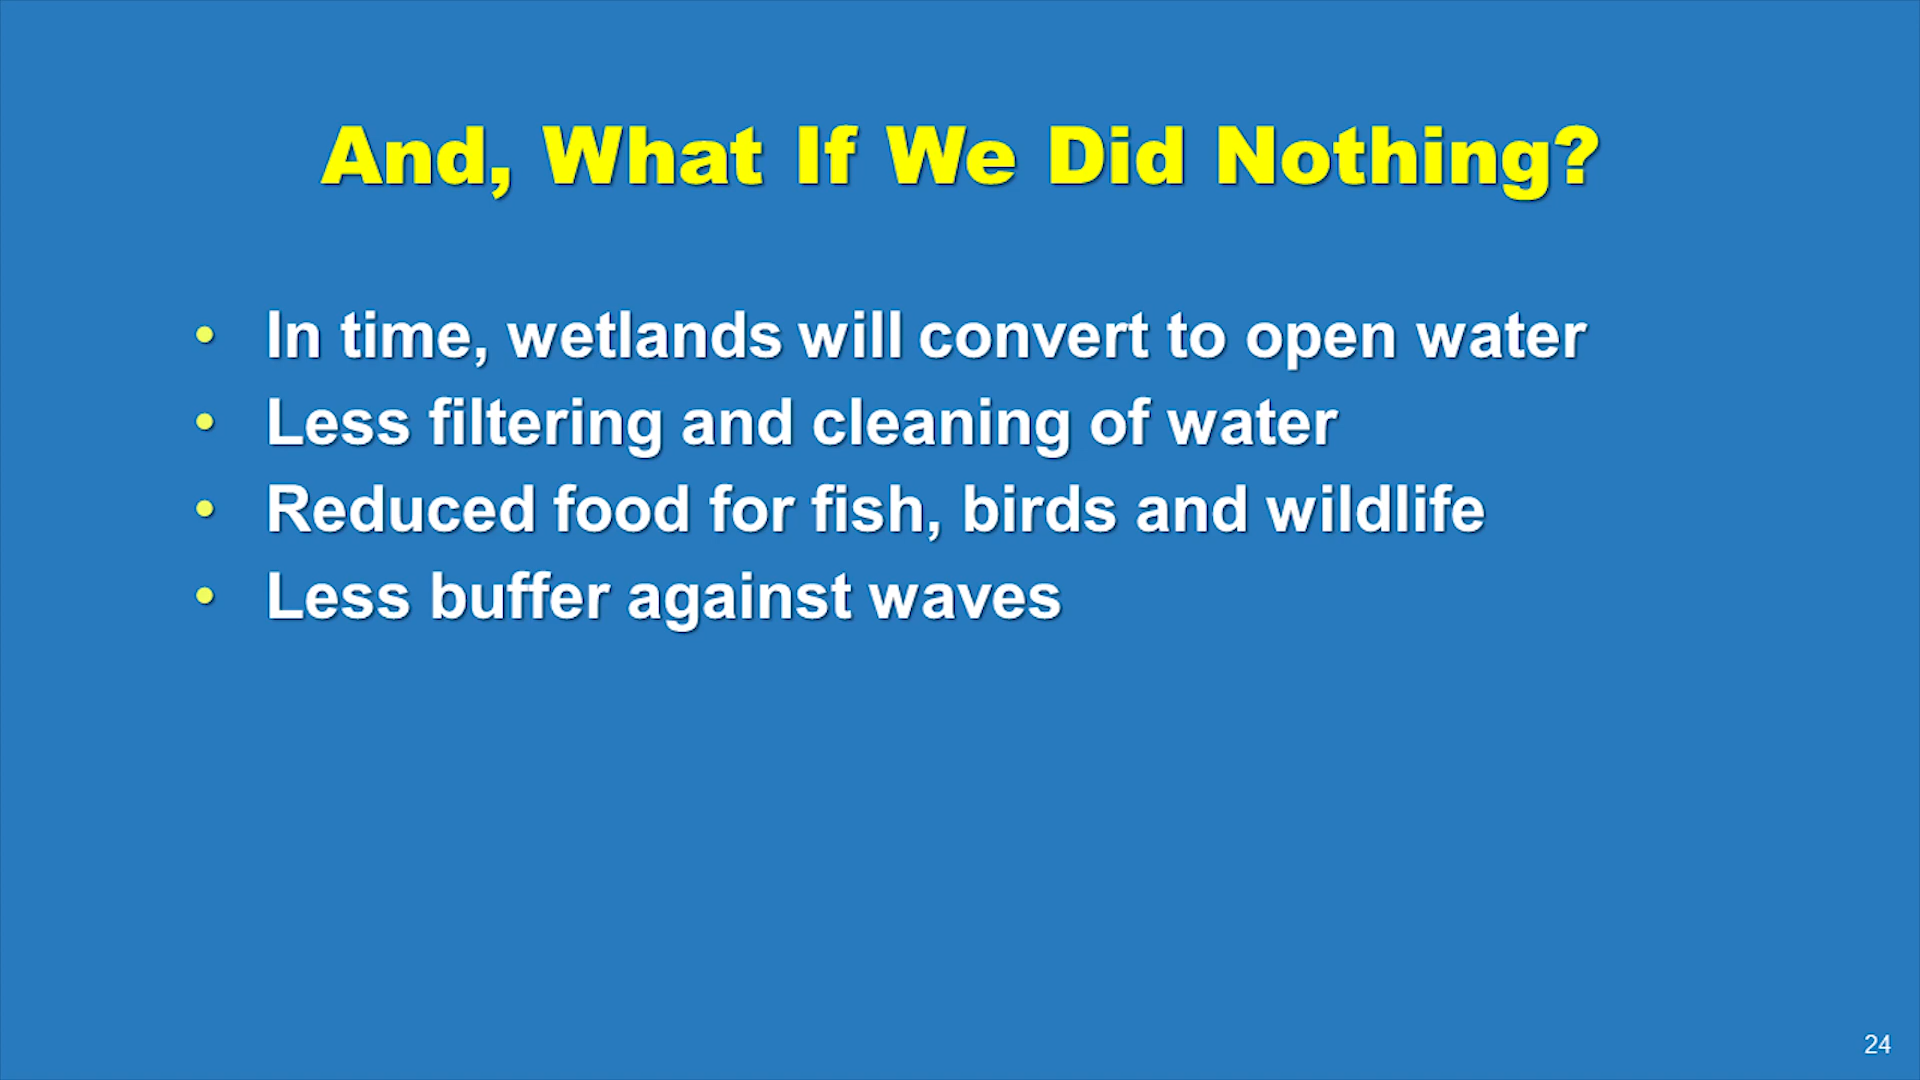 And, What If We Did Nothing?
• In time, wetlands will convert to open water
• Less filtering and cleaning of water
• Reduced food for fish, birds and wildlife
• Less buffer against waves
24